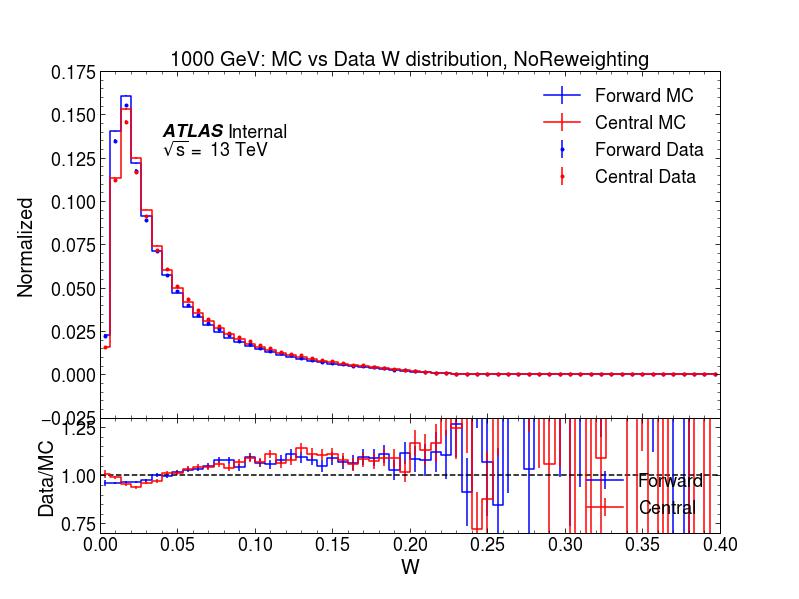 1000 GeV: MC vs Data W distribution, NoReweighting
0.175
0.150
0.125
0.100
0.075
0.050
0.025
0.000
−0.025
Normalized
ATLAS Internal
√s = 13 TeV
Forward MC
Central MC
Forward Data
Central Data
1.25
1.00
0.75
Data/MC
Forward
Central
0.00 0.05 0.10 0.15 0.20 0.25 0.30 0.35 0.40
W